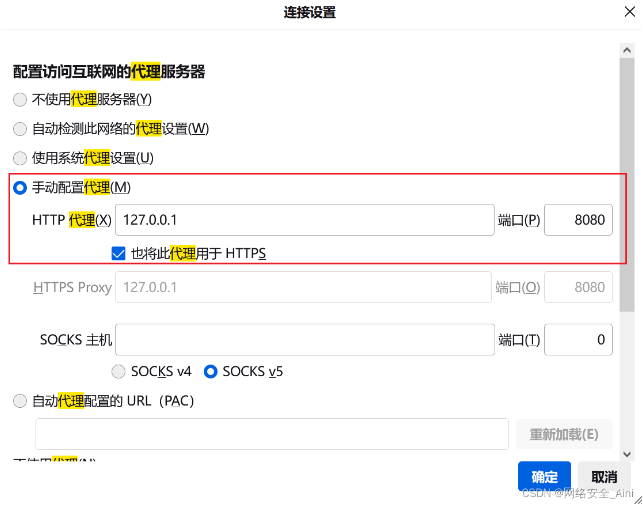 连接设置
配置访问互联网的代理服务器
不使用代理服务器(Y)
自动检测此网络的代理设置(W)
使用系统代理设置(U)
手动配置代理(M)
HTTP 代理(X) 127.0.0.1 端口(P) 8080
也将此代理用于 HTTPS
HTTPS Proxy 127.0.0.1 端口(O) 8080
SOCKS 主机 端口(T) 0
SOCKS v4 SOCKS v5
自动代理配置的 URL（PAC）
重新加载(E)
不使用代理(N)
确定 取消
CSDN @网络安全_Aini